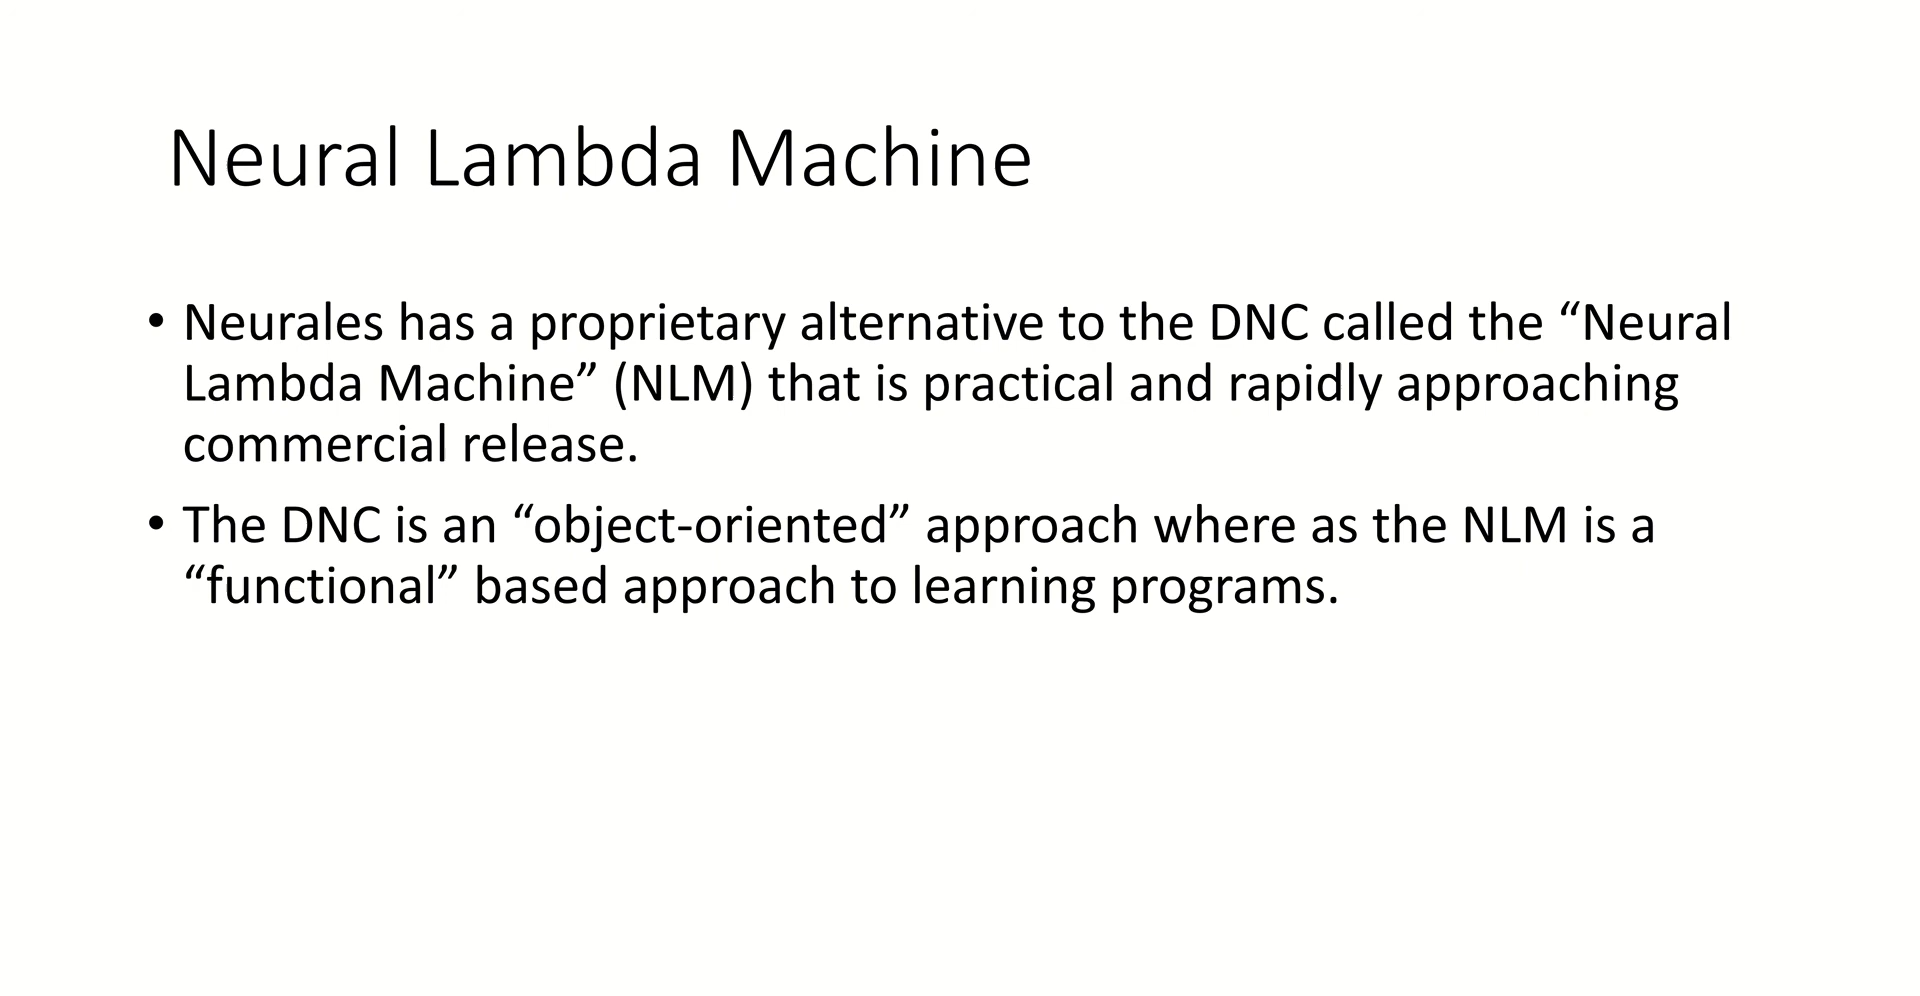 Neural Lambda Machine
• Neurales has a proprietary alternative to the DNC called the “Neural
Lambda Machine” (NLM) that is practical and rapidly approaching
commercial release.
• The DNC is an “object-oriented” approach where as the NLM is a
“functional” based approach to learning programs.